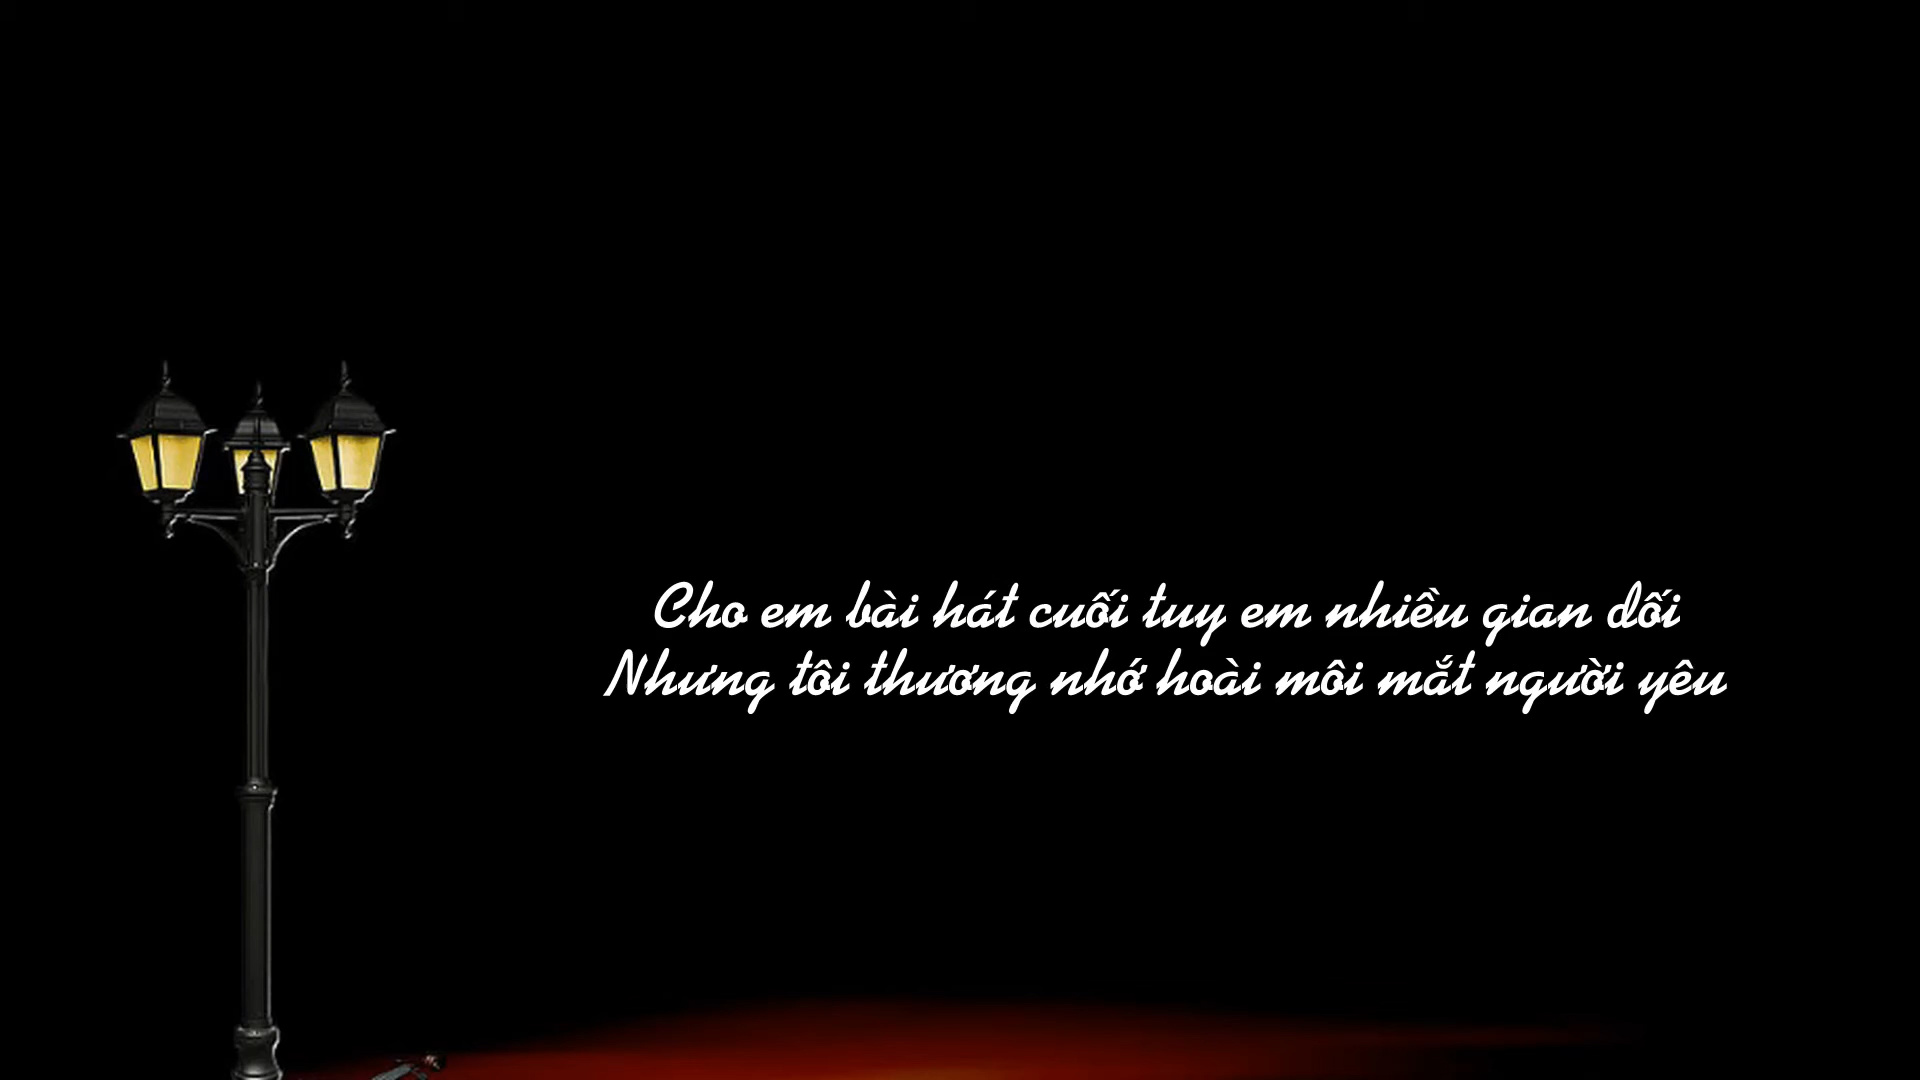 Cho em bài hát cuối tuy em nhiều gian dối
Nhưng tôi thương nhớ hoài môi mắt người yêu